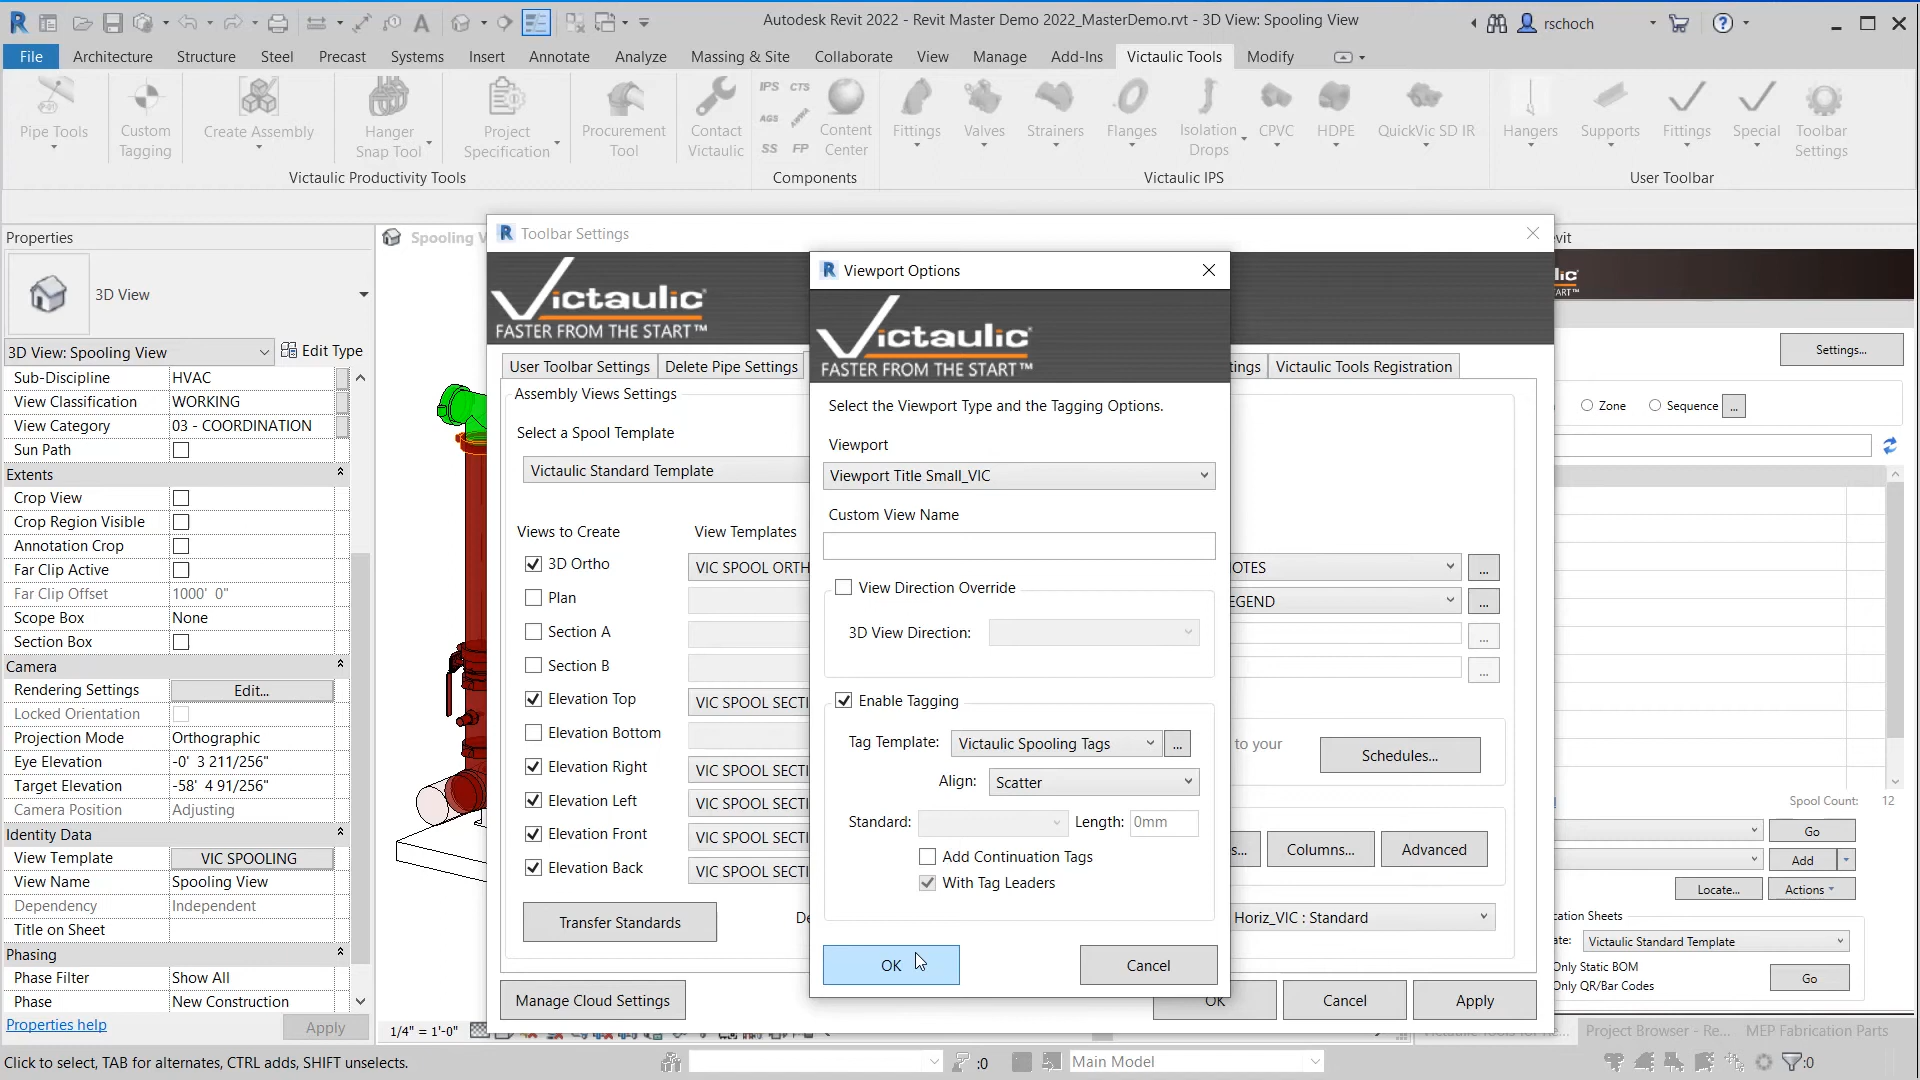 Autodesk Revit 2022 - Revit Master Demo 2022_MasterDemo.rvt - 3D View: Spooling View
rschoch
File
Architecture
Structure
Steel
Precast
Systems
Insert
Annotate
Analyze
Massing & Site
Collaborate
View
Manage
Add-Ins
Victaulic Tools
Modify
Pipe Tools
Custom
Tagging
Create Assembly
Hanger
Snap Tool
Project
Specification
Procurement
Tool
Contact
Victaulic
IPS
CTS
AGS
SS
FP
Content
Center
Fittings
Valves
Strainers
Flanges
Isolation
Drops
CPVC
HDPE
QuickVic SD IR
Hangers
Supports
Fittings
Special
Toolbar
Settings
Victaulic Productivity Tools
Components
Victaulic IPS
User Toolbar
Properties
3D View
3D View: Spooling View
Edit Type
Sub-Discipline HVAC
View Classification WORKING
View Category 03 - COORDINATION
Sun Path
Extents
Crop View
Crop Region Visible
Annotation Crop
Far Clip Active
Far Clip Offset 1000' 0"
Scope Box None
Section Box
Camera
Rendering Settings Edit...
Locked Orientation
Projection Mode Orthographic
Eye Elevation -0' 3 211/256"
Target Elevation -58' 4 91/256"
Camera Position Adjusting
Identity Data
View Template VIC SPOOLING
View Name Spooling View
Dependency Independent
Title on Sheet
Phasing
Phase Filter Show All
Phase New Construction
Properties help
Apply
Spooling V
Toolbar Settings
Victaulic
FASTER FROM THE START™
User Toolbar Settings
Delete Pipe Settings
tings
Victaulic Tools Registration
Assembly Views Settings
Select a Spool Template
Victaulic Standard Template
Views to Create
View Templates
3D Ortho VIC SPOOL ORTH
Plan
Section A
Section B
Elevation Top VIC SPOOL SECTI
Elevation Bottom
Elevation Right VIC SPOOL SECTI
Elevation Left VIC SPOOL SECTI
Elevation Front VIC SPOOL SECTI
Elevation Back VIC SPOOL SECTI
Transfer Standards
De
OTES
...
EGEND
...
...
...
to your
Schedules...
s...
Columns...
Advanced
Horiz_VIC : Standard
Manage Cloud Settings
OK
Cancel
Apply
Viewport Options
Victaulic
FASTER FROM THE START™
Select the Viewport Type and the Tagging Options.
Viewport
Viewport Title Small_VIC
Custom View Name
View Direction Override
3D View Direction:
Enable Tagging
Tag Template: Victaulic Spooling Tags ...
Align: Scatter
Standard:
Length: 0mm
Add Continuation Tags
With Tag Leaders
OK
Cancel
evit
lic
ART™
Settings...
Zone
Sequence
...
Spool Count: 12
Go
Add
Locate...
Actions
cation Sheets
ate: Victaulic Standard Template
Only Static BOM
Only QR/Bar Codes
Go
1/4" = 1'-0"
Victaulic Tools for Re...
Project Browser - Re...
MEP Fabrication Parts
Click to select, TAB for alternates, CTRL adds, SHIFT unselects.
:0
Main Model
:0